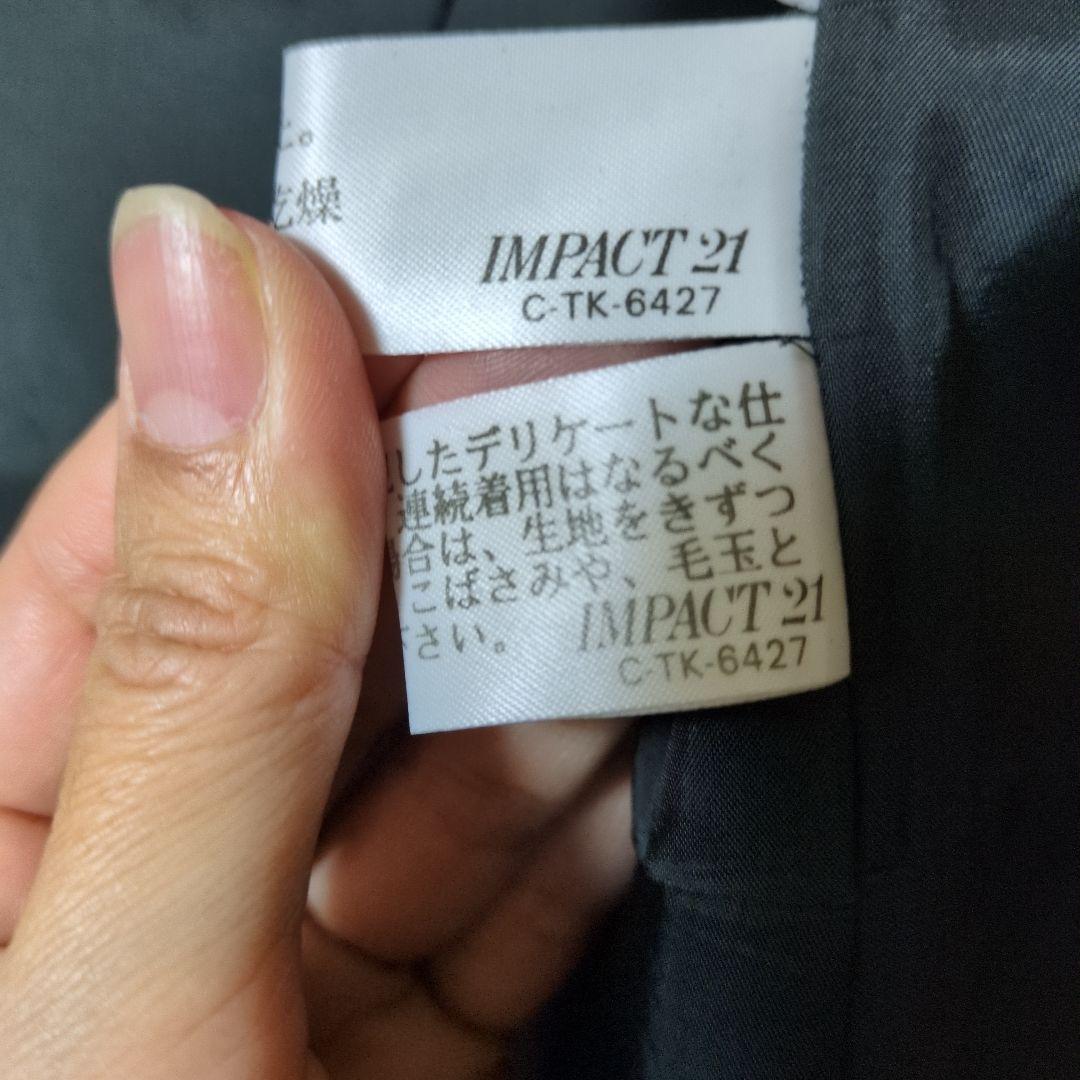 。
乾燥
IMPACT 21
C-TK-6427
したデリケートな仕
連続着用はなるべく
合は、生地をきずつ
こばさみや、毛玉と
さい。
IMPACT 21
C-TK-6427